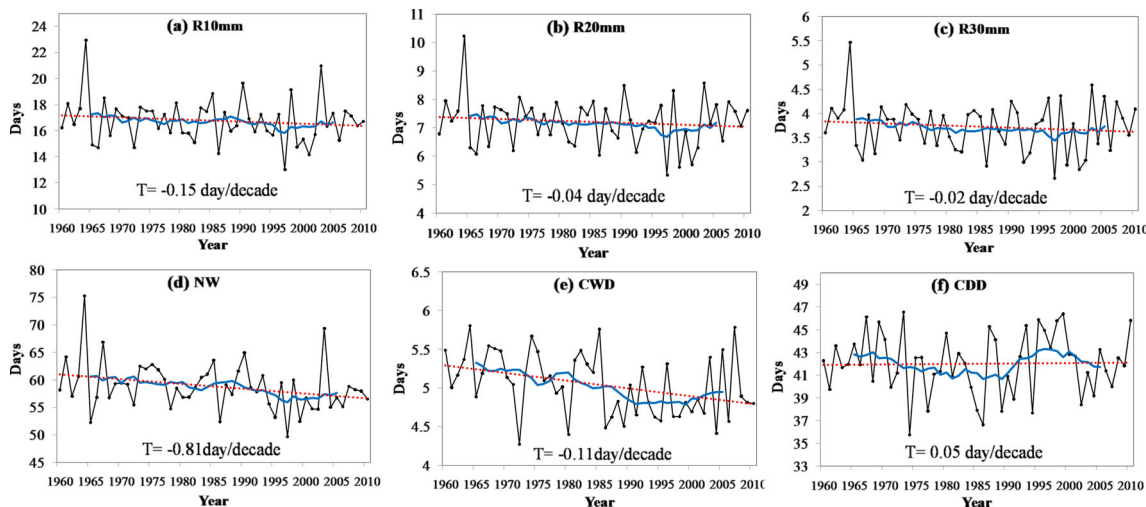 (a) R10mm
24
22
20
18
16
14
12
10
Days
T= -0.15 day/decade
1960 1965 1970 1975 1980 1985 1990 1995 2000 2005 2010
Year
(b) R20mm
11
10
9
8
7
6
5
4
Days
T= -0.04 day/decade
1960 1965 1970 1975 1980 1985 1990 1995 2000 2005 2010
Year
(c) R30mm
6
5.5
5
4.5
4
3.5
3
2.5
2
Days
T= -0.02 day/decade
1960 1965 1970 1975 1980 1985 1990 1995 2000 2005 2010
Year
(d) NW
80
75
70
65
60
55
50
45
Days
T= -0.81day/decade
1960 1965 1970 1975 1980 1985 1990 1995 2000 2005 2010
Year
(e) CWD
6.5
6
5.5
5
4.5
4
Days
T= -0.11day/decade
1960 1965 1970 1975 1980 1985 1990 1995 2000 2005 2010
Year
(f) CDD
49
47
45
43
41
39
37
35
33
Days
T= 0.05 day/decade
1960 1965 1970 1975 1980 1985 1990 1995 2000 2005 2010
Year